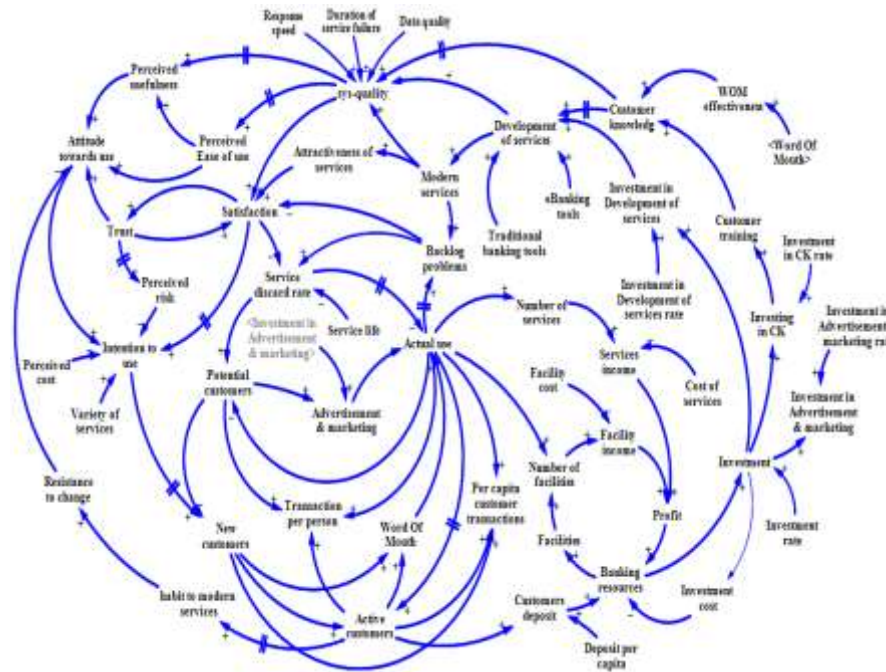 Response
speed
Duration of
service failure
Data quality
Perceived
usefulness
sys-quality
Customer
knowledg
WOM
effectivenes
<Word Of
Mouth>
Attitude
towards use
Perceived
Ease of use
Attractiveness of
services
Development
of services
Modern
services
eBanking
tools
Traditional
banking tools
Investment in
Development of
services
Customer
training
Investment
in CK rate
Trust
Satisfaction
Backlog
problems
Perceived
risk
Service
discard rate
Investment in
Development of
services rate
Investing
in CK
Investment in
Advertisement
marketing rat
<Investment in
Advertisement
& marketing>
Service life
Actual use
Number of
services
Intention to
use
Perceived
cost
Variety of
services
Potential
customers
Advertisement
& marketing
Facility
cost
Services
income
Cost of
services
Investment in
Advertisement
& marketing
Facility
income
Number of
facilities
Investment
Resistance
to change
New
customers
Transaction
per person
Word Of
Mouth
Per capita
customer
transactions
Profit
Investment
rate
Facilities
Banking
resources
Investment
cost
habit to modern
services
Active
customers
Customers
deposit
Deposit per
capita